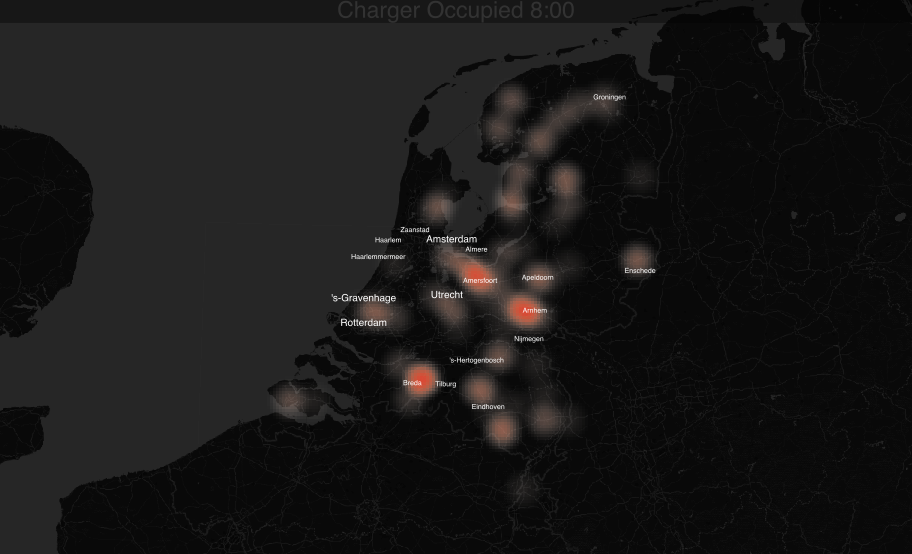 Charger Occupied 8:00
Groningen
Zaanstad
Haarlem
Amsterdam
Almere
Haarlemmermeer
Enschede
Apeldoorn
Amersfoort
Utrecht
's-Gravenhage
Arnhem
Rotterdam
Nijmegen
's-Hertogenbosch
Breda
Tilburg
Eindhoven